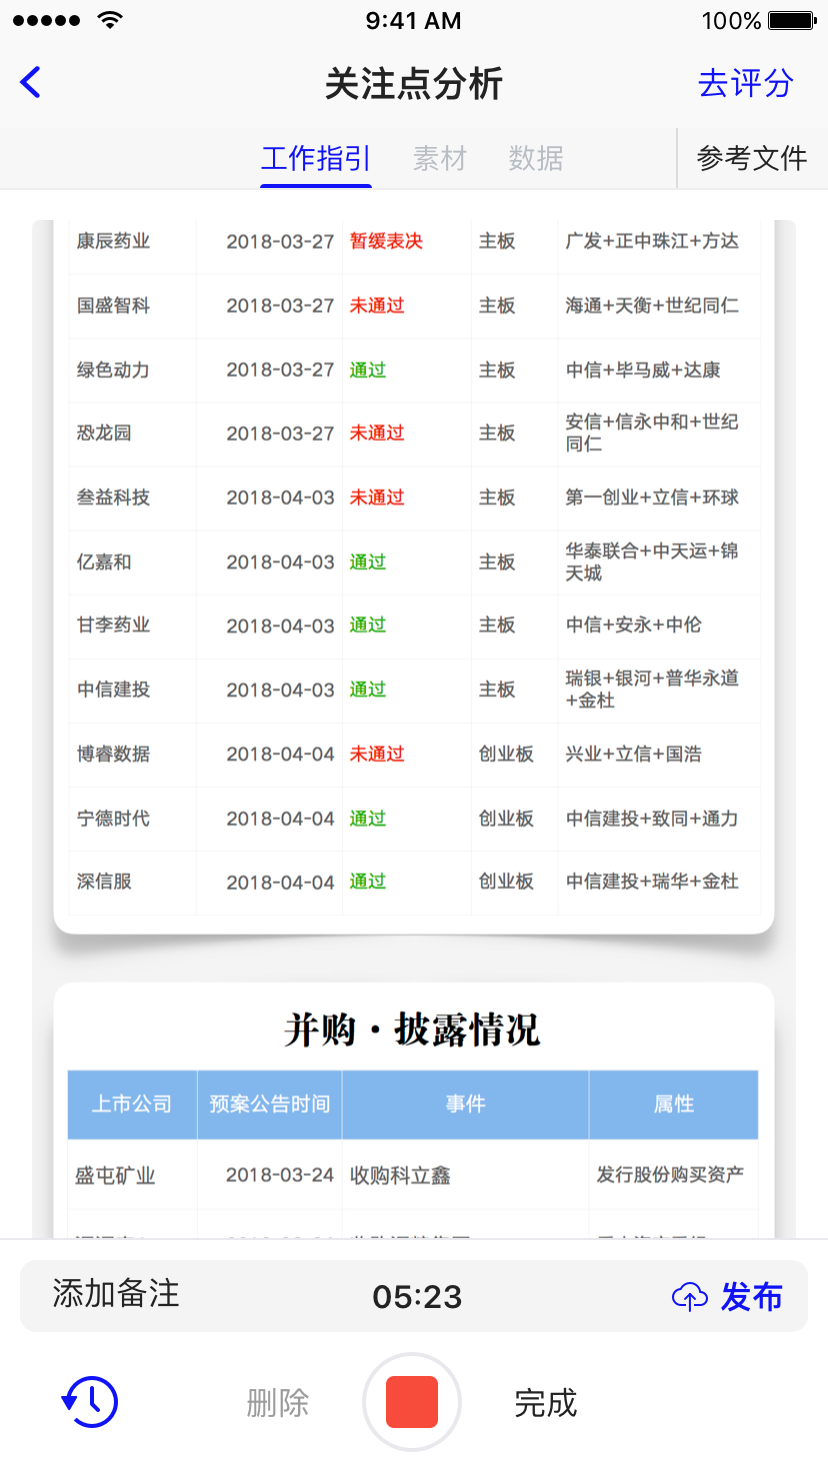 9:41 AM
100%
关注点分析
去评分
工作指引
素材
数据
参考文件
康辰药业 2018-03-27 暂缓表决 主板 广发+正中珠江+方达
国盛智科 2018-03-27 未通过 主板 海通+天衡+世纪同仁
绿色动力 2018-03-27 通过 主板 中信+毕马威+达康
恐龙园 2018-03-27 未通过 主板 安信+信永中和+世纪
同仁
叁益科技 2018-04-03 未通过 主板 第一创业+立信+环球
亿嘉和 2018-04-03 通过 主板 华泰联合+中天运+锦
天城
甘李药业 2018-04-03 通过 主板 中信+安永+中伦
中信建投 2018-04-03 通过 主板 瑞银+银河+普华永道
+金杜
博睿数据 2018-04-04 未通过 创业板 兴业+立信+国浩
宁德时代 2018-04-04 通过 创业板 中信建投+致同+通力
深信服 2018-04-04 通过 创业板 中信建投+瑞华+金杜
并购·披露情况
上市公司 预案公告时间 事件 属性
盛屯矿业 2018-03-24 收购科立鑫 发行股份购买资产
添加备注
05:23
发布
删除
完成